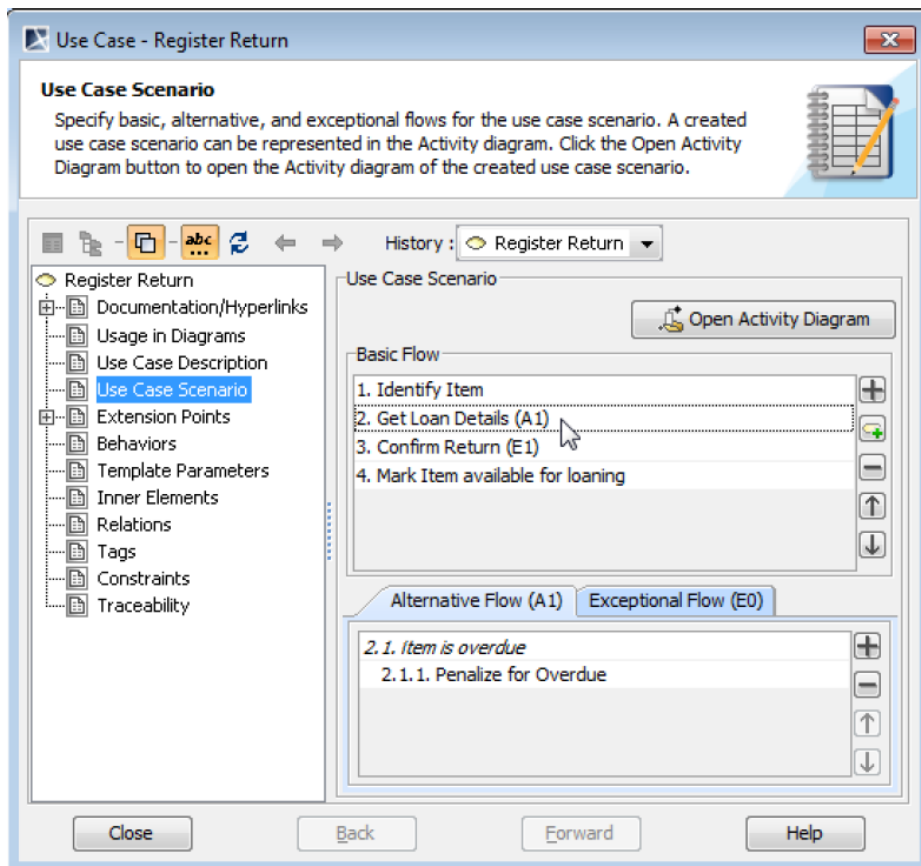 Use Case - Register Return
Use Case Scenario
Specify basic, alternative, and exceptional flows for the use case scenario. A created
use case scenario can be represented in the Activity diagram. Click the Open Activity
Diagram button to open the Activity diagram of the created use case scenario.
abc
History :
Register Return
Register Return
Documentation/Hyperlinks
Usage in Diagrams
Use Case Description
Use Case Scenario
Extension Points
Behaviors
Template Parameters
Inner Elements
Relations
Tags
Constraints
Traceability
Use Case Scenario
Open Activity Diagram
Basic Flow
1. Identify Item
2. Get Loan Details (A1)
3. Confirm Return (E1)
4. Mark Item available for loaning
Alternative Flow (A1)
Exceptional Flow (E0)
2.1. Item is overdue
2.1.1. Penalize for Overdue
Close
Back
Forward
Help